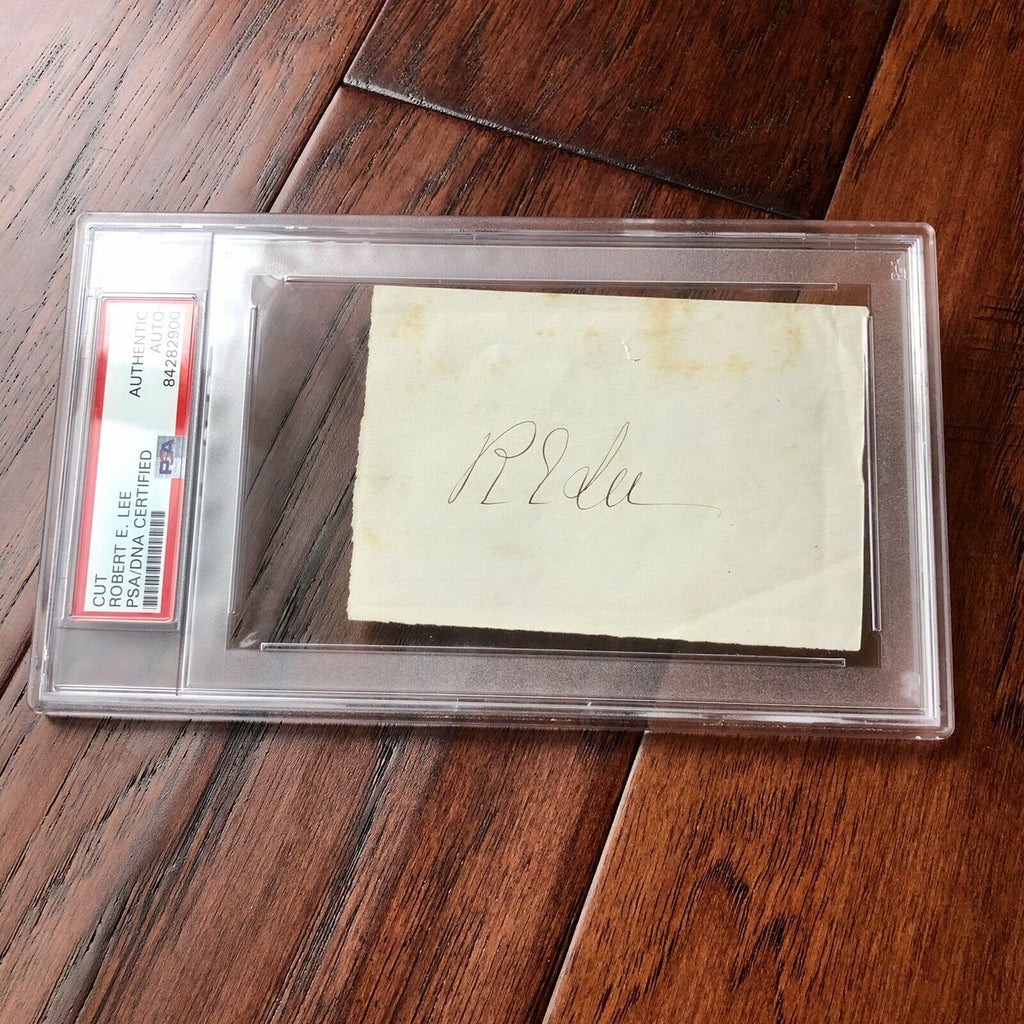 CUT
ROBERT E. LEE
PSA/DNA CERTIFIED
AUTHENTIC
AUTO
84282900
PSA
R E Lee